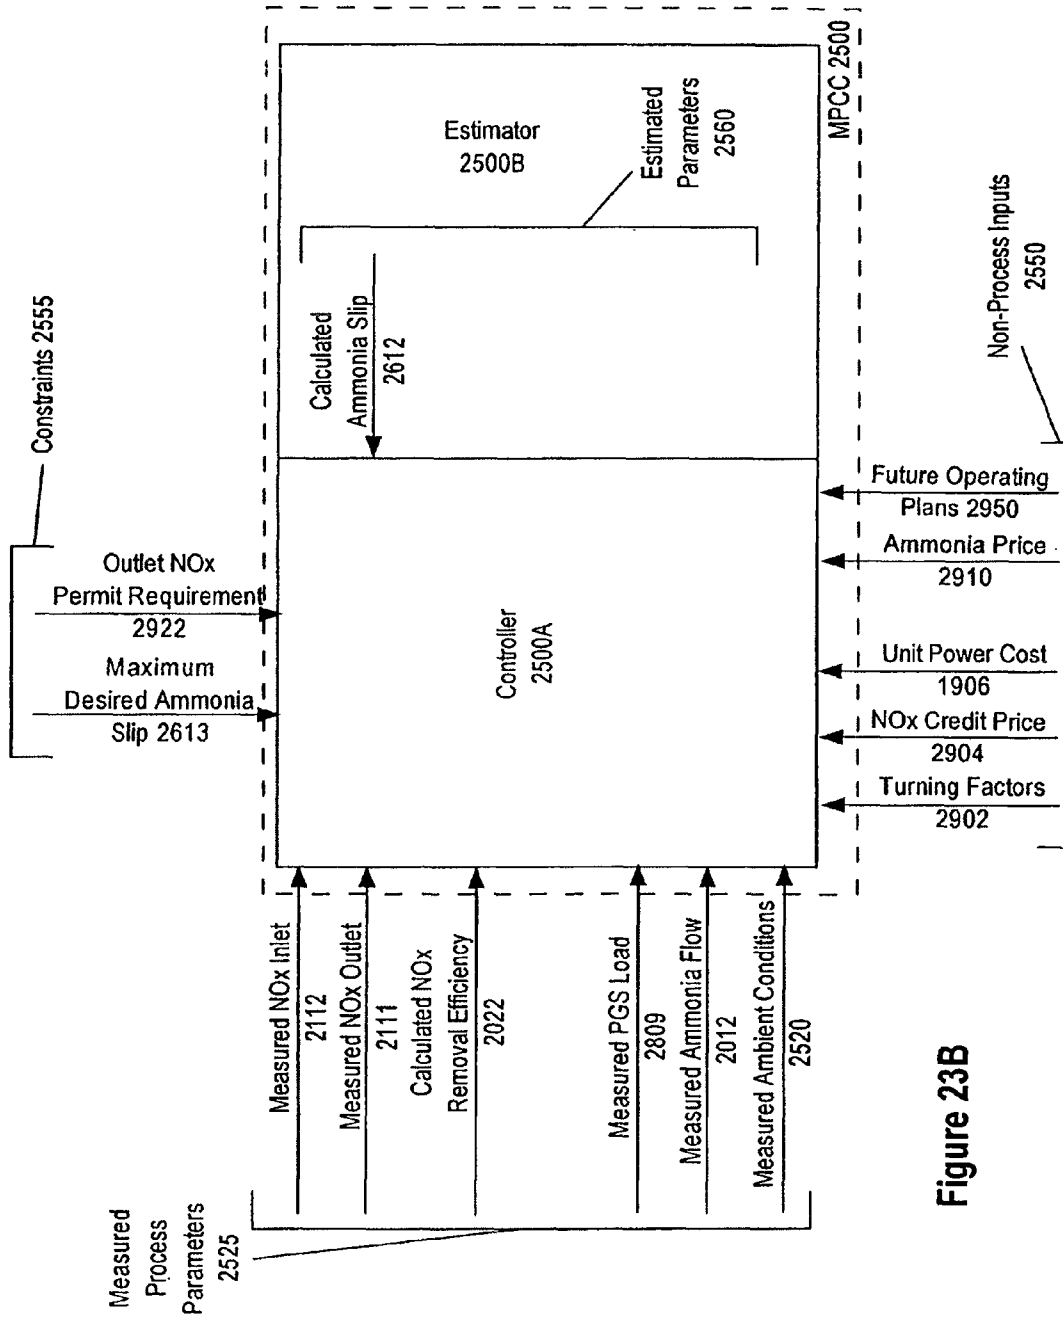 Constraints 2555
Outlet NOx
Permit Requirement
2922
Maximum
Desired Ammonia
Slip 2613
MPCC 2500
Estimator
2500B
Estimated
Parameters
2560
Calculated
Ammonia Slip
2612
Controller
2500A
Measured
Process
Parameters
2525
Measured NOx Inlet
2112
Measured NOx Outlet
2111
Calculated NOx
Removal Efficiency
2022
Measured PGS Load
2809
Measured Ammonia Flow
2012
Measured Ambient Conditions
2520
Non-Process Inputs
2550
Future Operating
Plans 2950
Ammonia Price
2910
Unit Power Cost
1906
NOx Credit Price
2904
Turning Factors
2902
Figure 23B